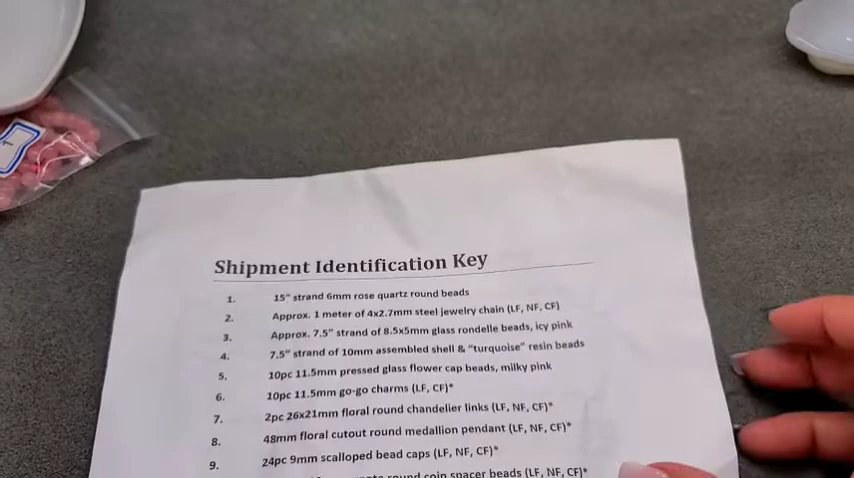 1
Shipment Identification Key
1. 15" strand 6mm rose quartz round beads
2. Approx. 1 meter of 4x2.7mm steel jewelry chain (LF, NF, CF)
3. Approx. 7.5" strand of 8.5x5mm glass rondelle beads, icy pink
4. 7.5" strand of 10mm assembled shell & "turquoise" resin beads
5. 10pc 11.5mm pressed glass flower cap beads, milky pink
6. 10pc 11.5mm go-go charms (LF, CF)*
7. 2pc 26x21mm floral round chandelier links (LF, NF, CF)*
8. 48mm floral cutout round medallion pendant (LF, NF, CF)*
9. 24pc 9mm scalloped bead caps (LF, NF, CF)*
round coin spacer beads (LF, NF, CF)*